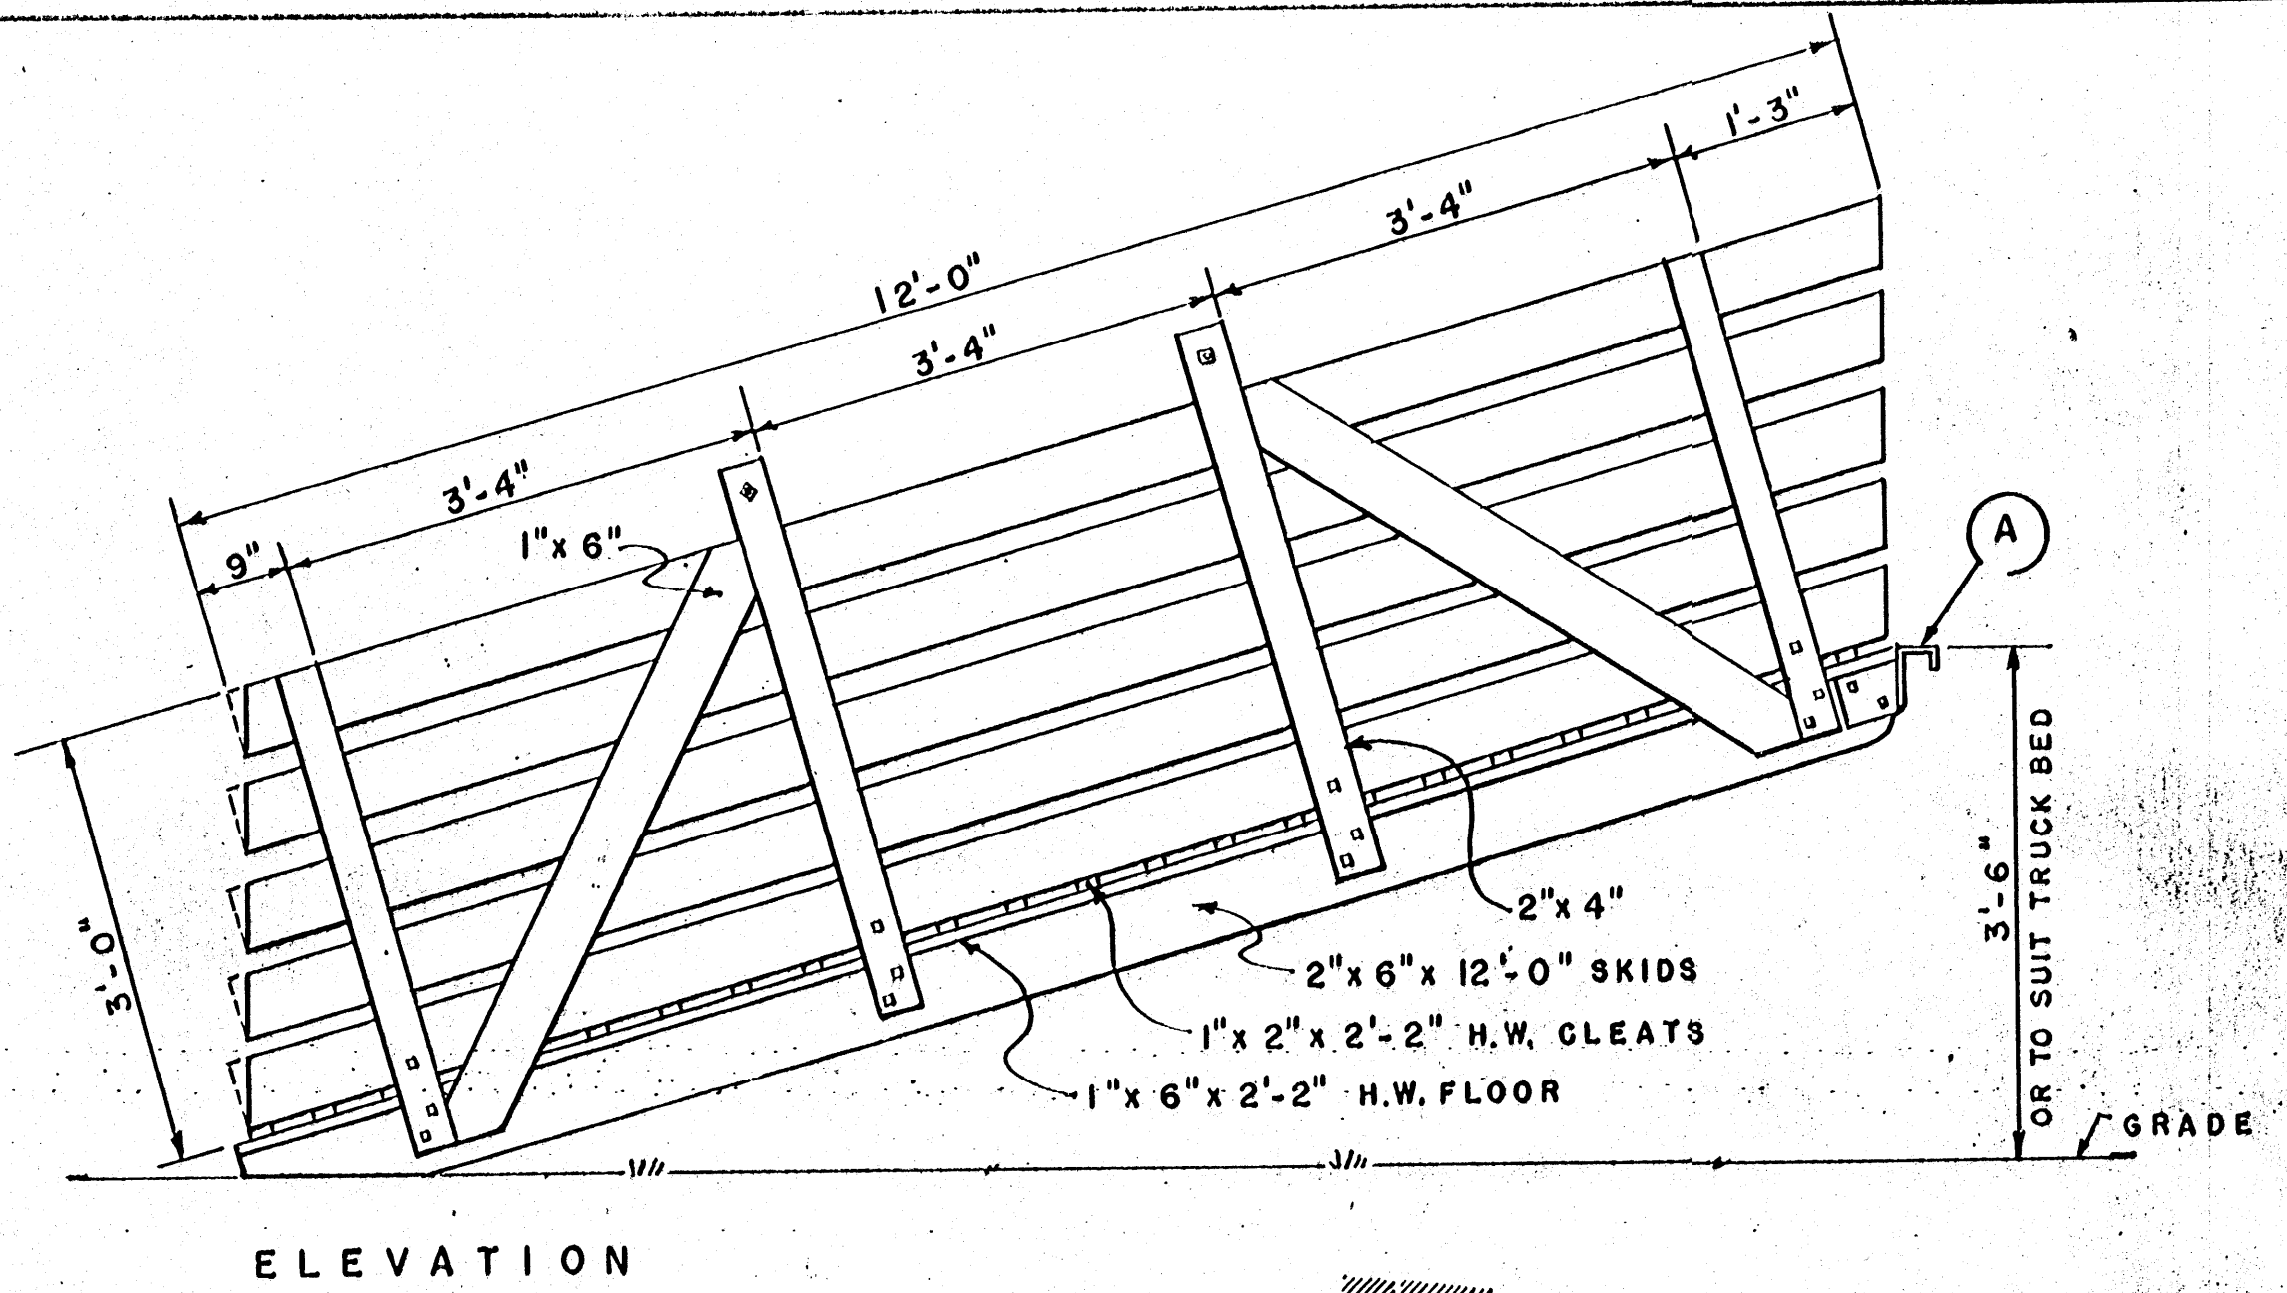 1'-3"
3'-4"
12'-0"
3'-4"
3'-4"
9"
1"x 6"
A
3'-0"
2"x 4"
2"x 6"x 12'-0" SKIDS
1"x 2"x 2'-2" H.W. CLEATS
1"x 6"x 2'-2" H.W. FLOOR
3'-6"
OR TO SUIT TRUCK BED
GRADE
ELEVATION